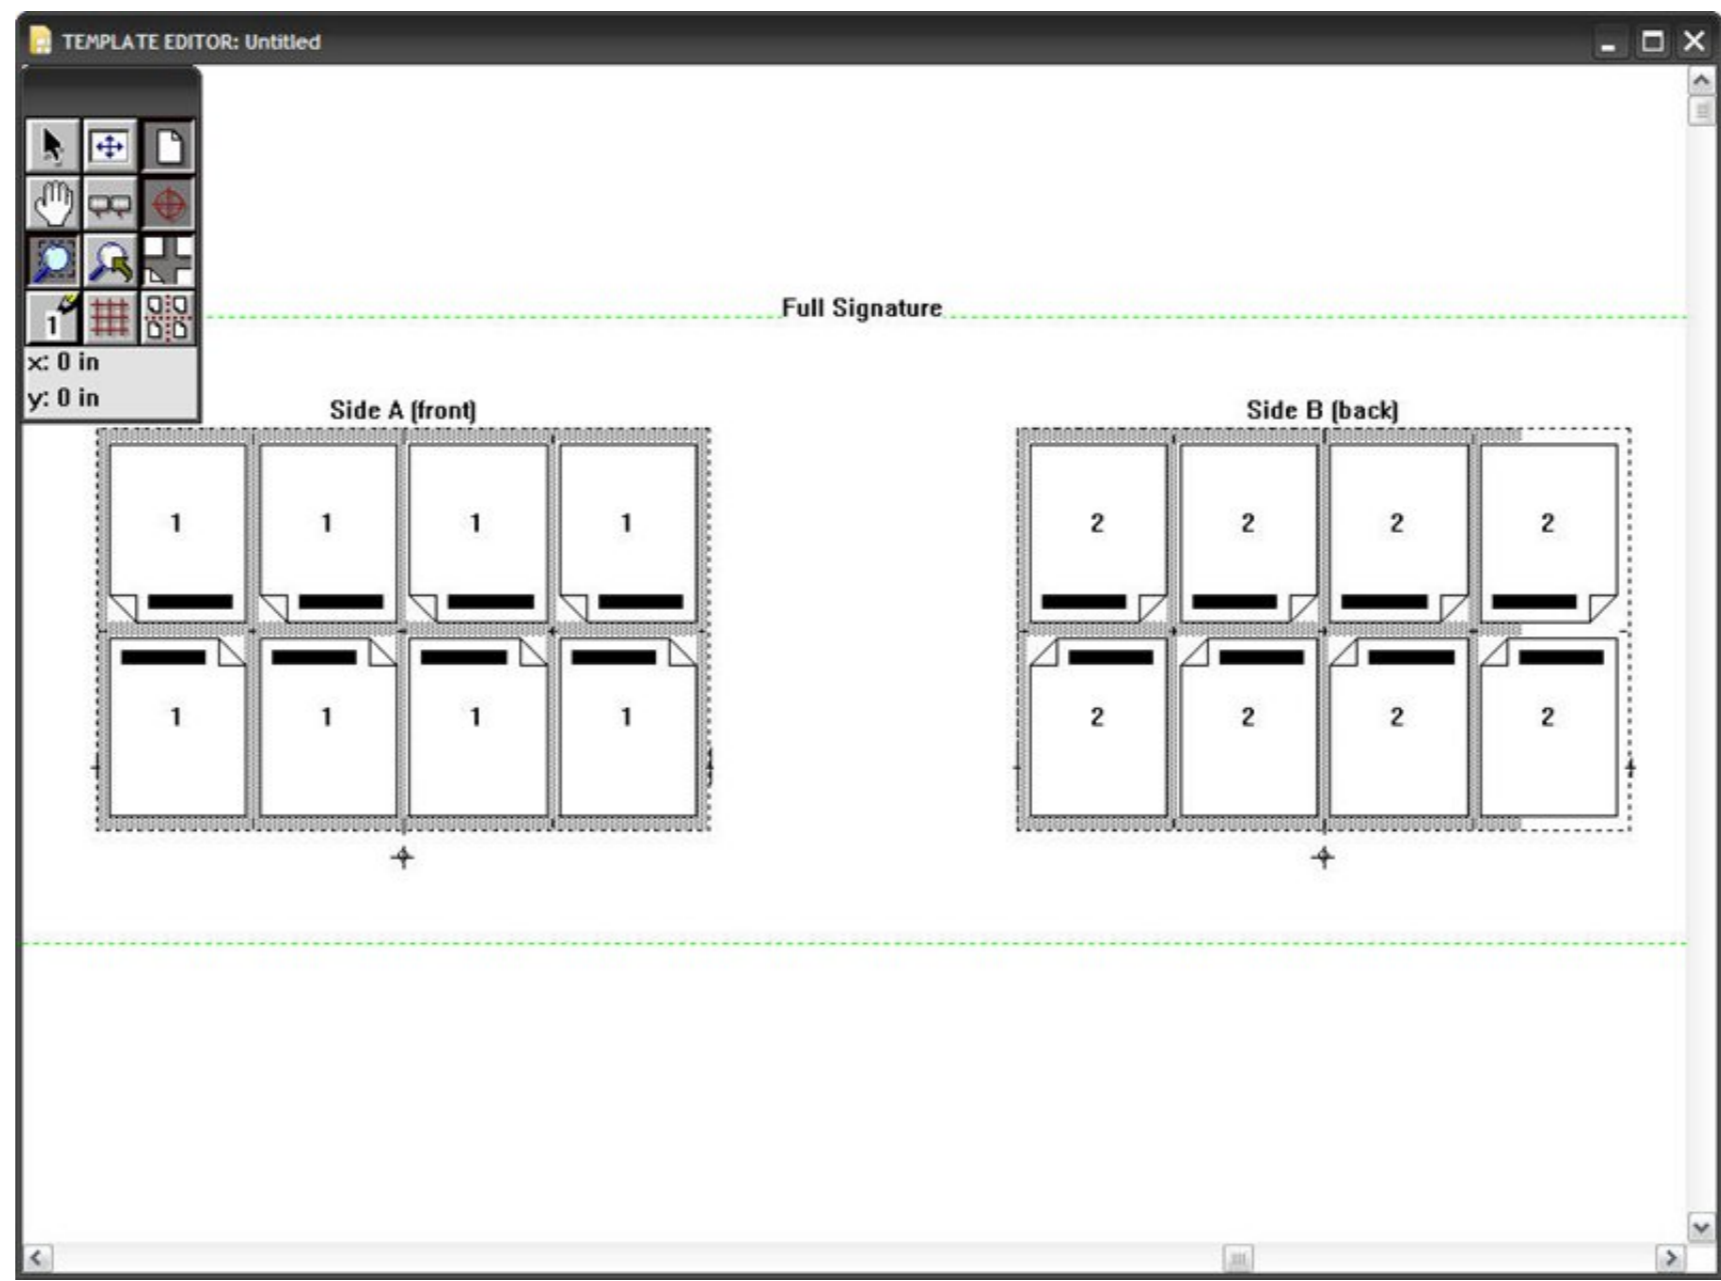 TEMPLATE EDITOR: Untitled
1
x: 0 in
y: 0 in
Full Signature
Side A (front)
Side B (back)
1 1 1 1
2 2 2 2
1 1 1 1
2 2 2 2